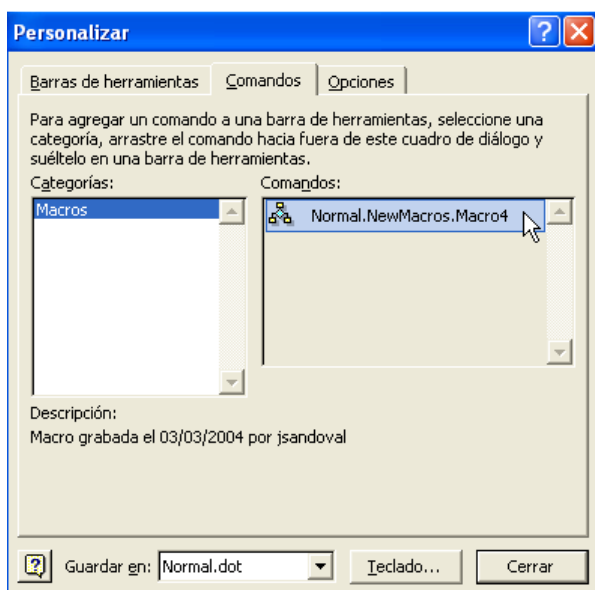 Personalizar
Barras de herramientas Comandos Opciones
Para agregar un comando a una barra de herramientas, seleccione una
categoría, arrastre el comando hacia fuera de este cuadro de diálogo y
suéltelo en una barra de herramientas.
Categorías: Comandos:
Macros Normal.NewMacros.Macro4
Descripción:
Macro grabada el 03/03/2004 por jsandoval
Guardar en: Normal.dot Teclado... Cerrar